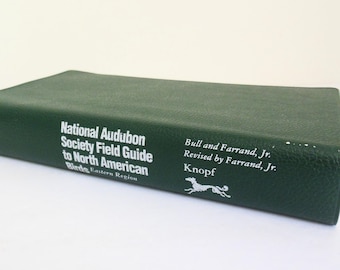 National Audubon
Society Field Guide
to North American
Birds Eastern Region
Bull and Farrand, Jr.
Revised by Farrand, Jr.
Knopf